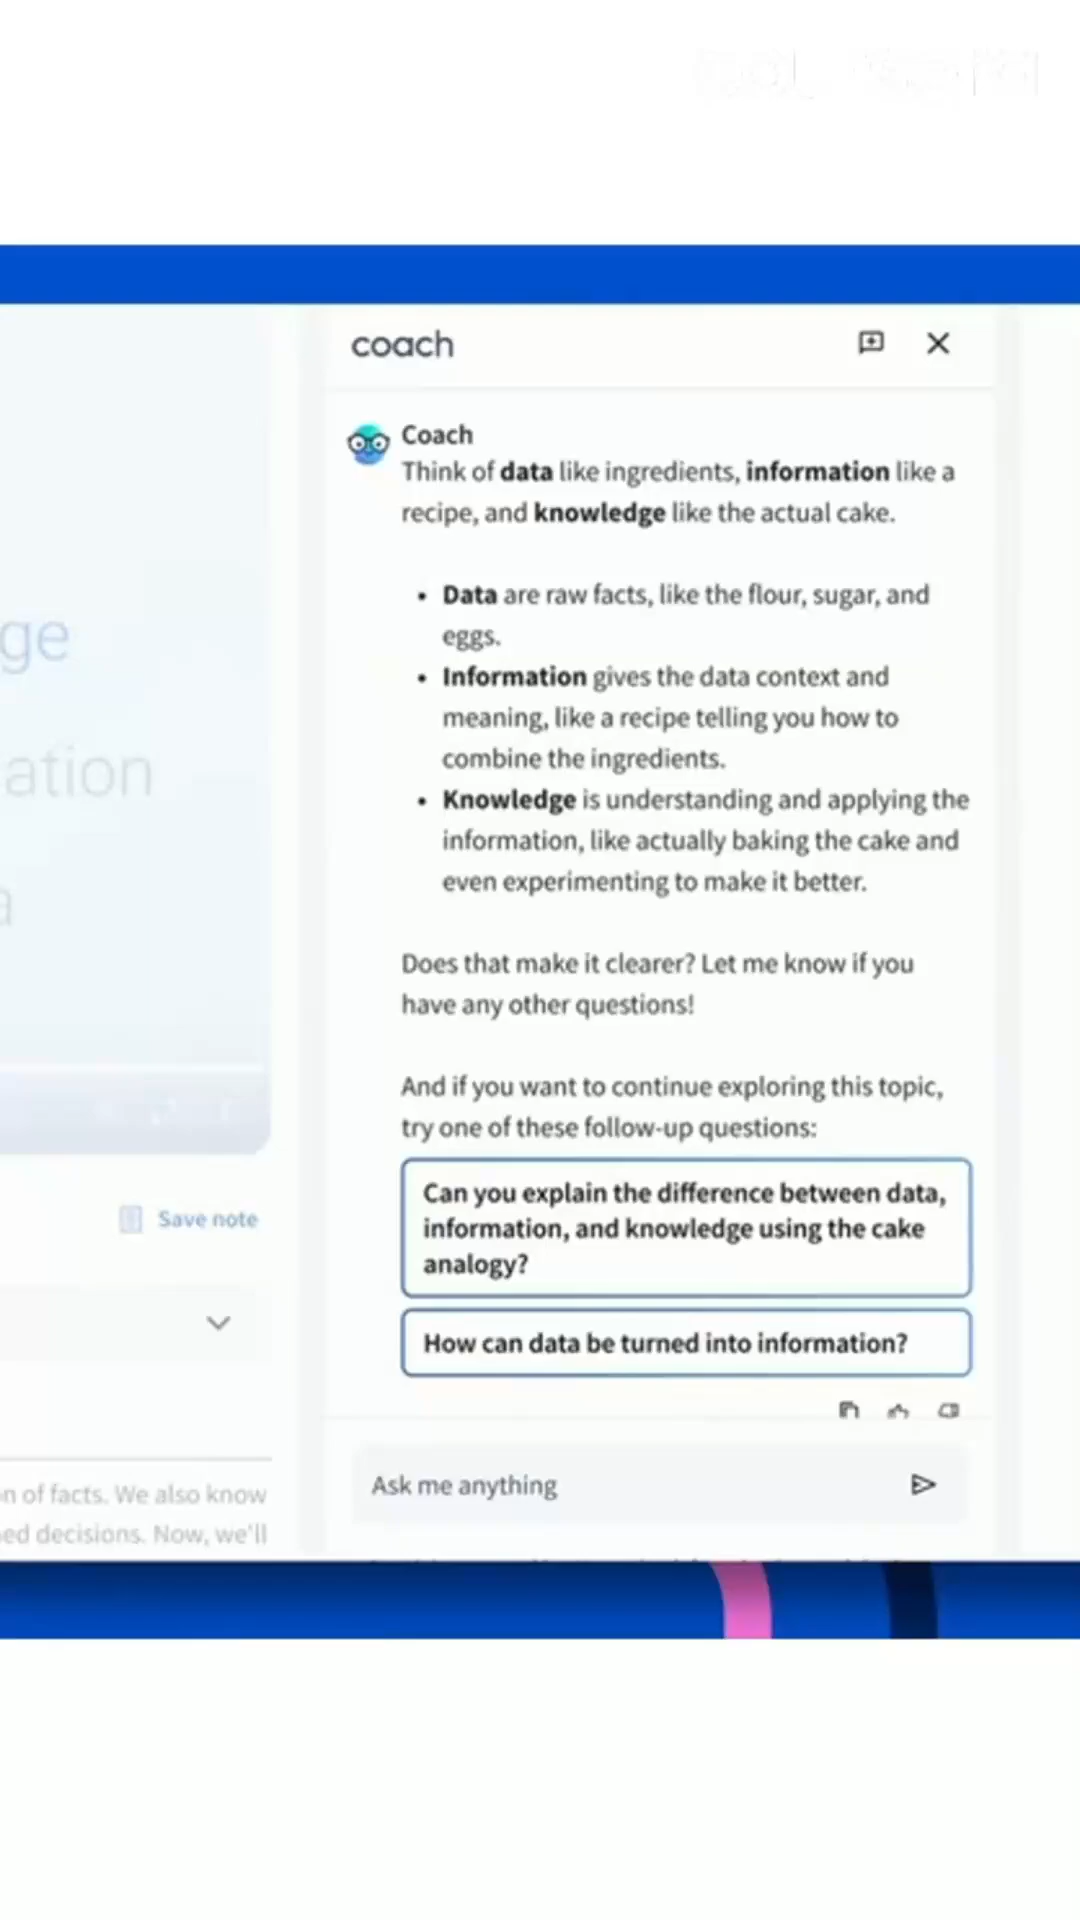 coach
Coach
Think of data like ingredients, information like a
recipe, and knowledge like the actual cake.
• Data are raw facts, like the flour, sugar, and
eggs.
• Information gives the data context and
meaning, like a recipe telling you how to
combine the ingredients.
• Knowledge is understanding and applying the
information, like actually baking the cake and
even experimenting to make it better.
Does that make it clearer? Let me know if you
have any other questions!
And if you want to continue exploring this topic,
try one of these follow-up questions:
Can you explain the difference between data,
information, and knowledge using the cake
analogy?
How can data be turned into information?
Ask me anything
ge
ation
a
Save note
n of facts. We also know
ed decisions. Now, we'll